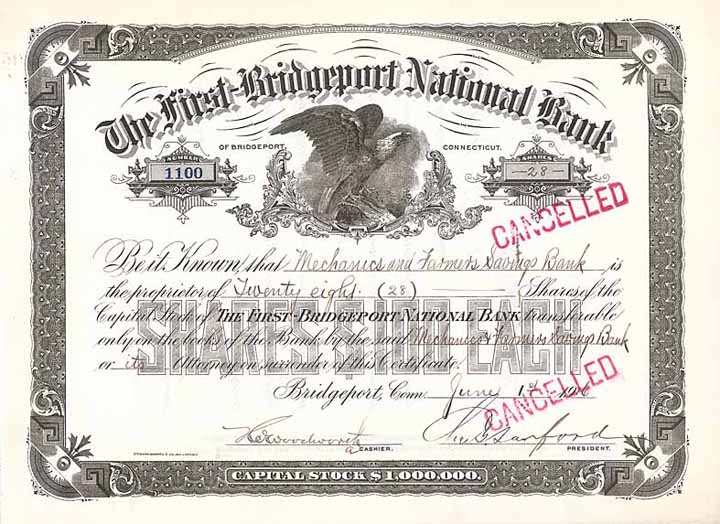 The First-Bridgeport National Bank
OF BRIDGEPORT, CONNECTICUT.
NUMBER
1100
SHARES
-28-
CANCELLED
Be it Known, that Mechanics and Farmers Savings Bank is
the proprietor of Twenty eight (28) Shares of the
Capital Stock of THE FIRST-BRIDGEPORT NATIONAL BANK transferable
only on the books of the Bank by the said Mechanics & Farmers Savings Bank
or its Attorney on surrender of this Certificate.
SHARES $100 EACH
Bridgeport, Conn. June 1st
CANCELLED
CASHIER.
PRESIDENT.
CAPITAL STOCK $1,000,000.